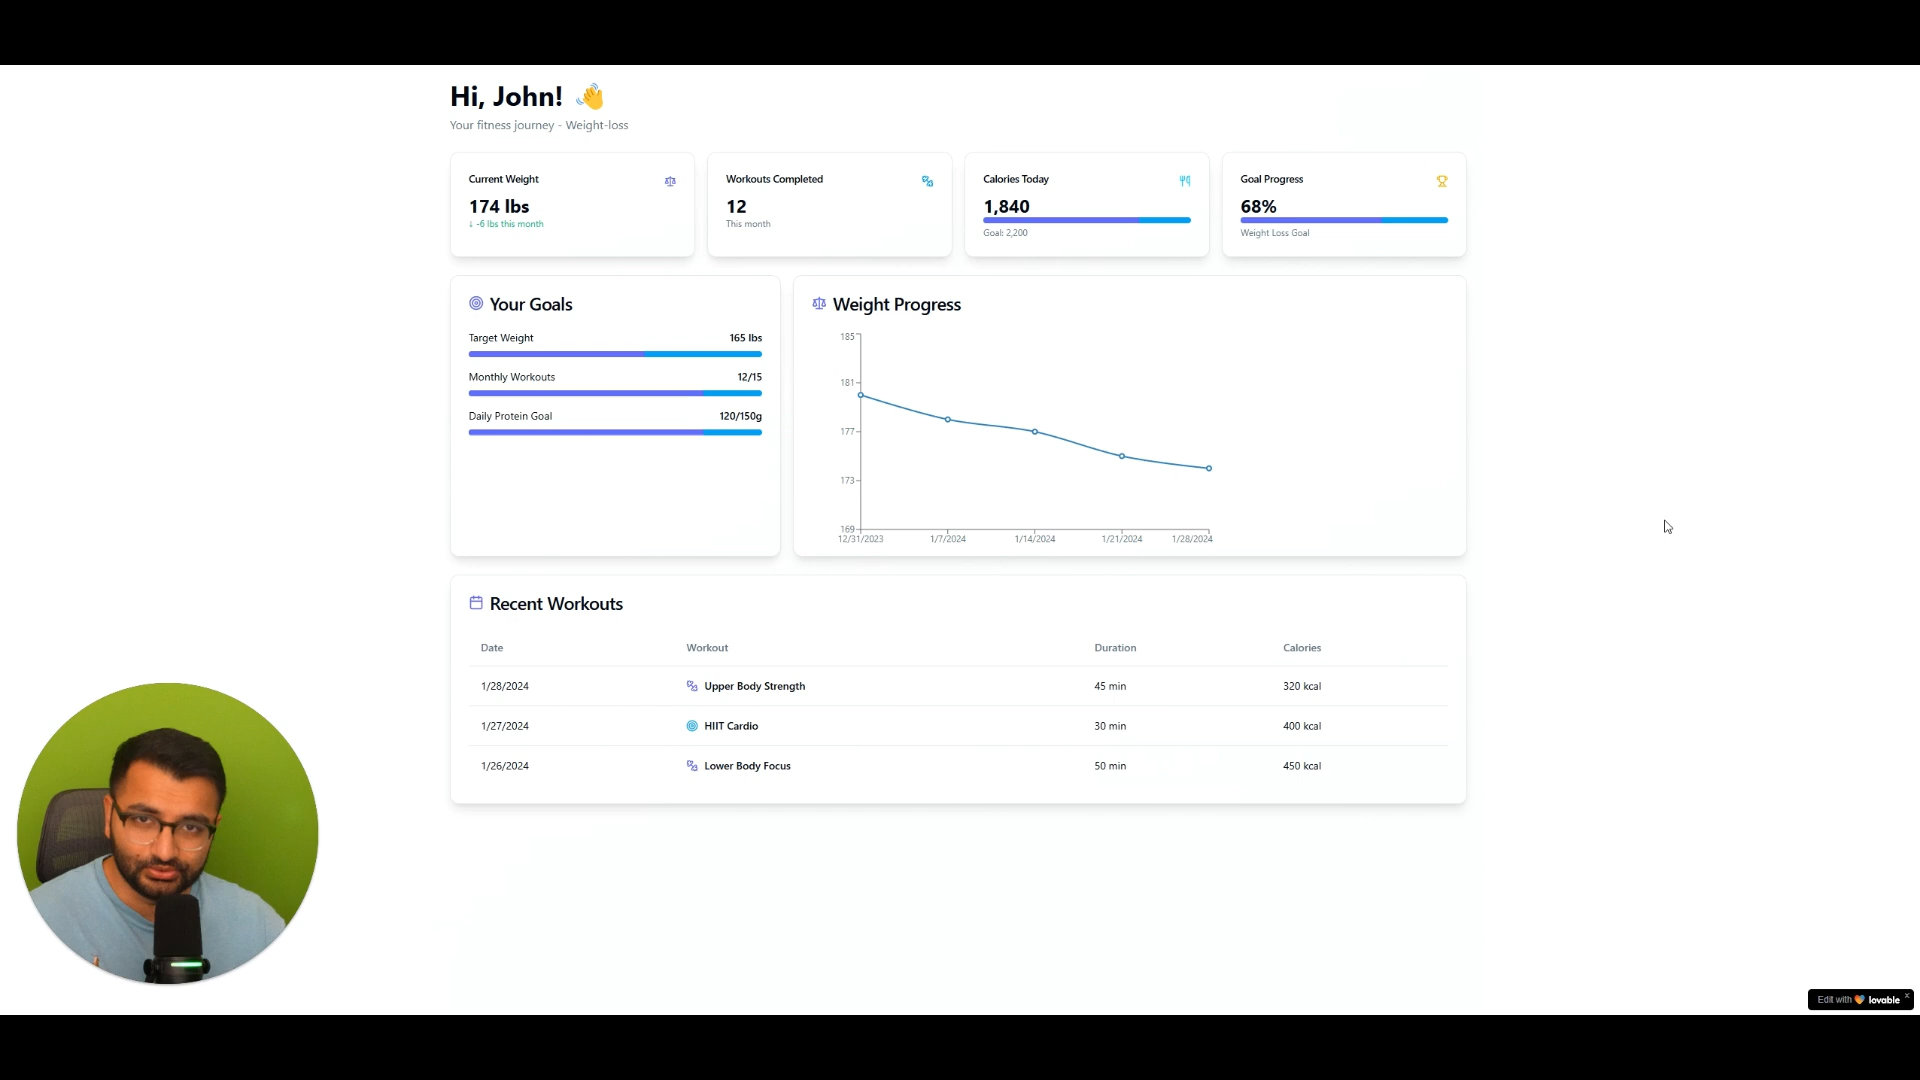 Hi, John! 👋
Your fitness journey - Weight-loss
Current Weight
174 lbs
↓ -6 lbs this month
Workouts Completed
12
This month
Calories Today
1,840
Goal: 2,200
Goal Progress
68%
Weight Loss Goal
Your Goals
Target Weight 165 lbs
Monthly Workouts 12/15
Daily Protein Goal 120/150g
Weight Progress
185
181
177
173
169
12/31/2023 1/7/2024 1/14/2024 1/21/2024 1/28/2024
Recent Workouts
Date Workout Duration Calories
1/28/2024 Upper Body Strength 45 min 320 kcal
1/27/2024 HIIT Cardio 30 min 400 kcal
1/26/2024 Lower Body Focus 50 min 450 kcal
Edit with lovable x